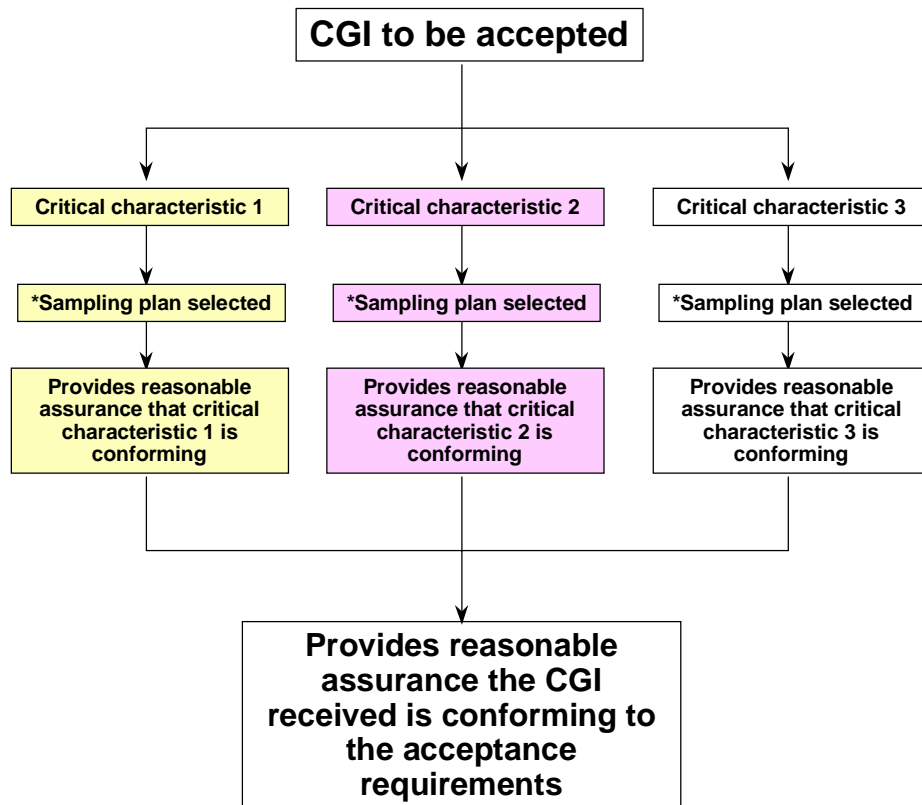 CGI to be accepted
Critical characteristic 1
Critical characteristic 2
Critical characteristic 3
*Sampling plan selected
*Sampling plan selected
*Sampling plan selected
Provides reasonable
assurance that critical
characteristic 1 is
conforming
Provides reasonable
assurance that critical
characteristic 2 is
conforming
Provides reasonable
assurance that critical
characteristic 3 is
conforming
Provides reasonable
assurance the CGI
received is conforming to
the acceptance
requirements